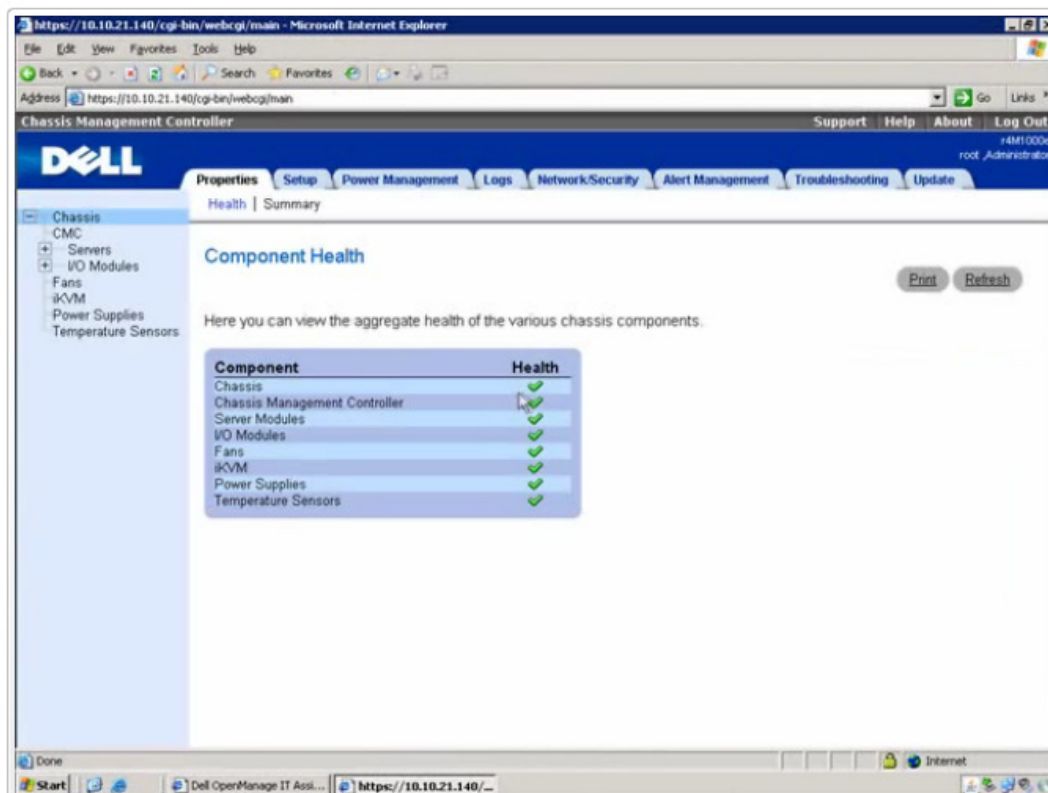 https://10.10.21.140/cgi-bin/webcgi/main - Microsoft Internet Explorer
File Edit View Favorites Tools Help
Back Search Favorites
Address https://10.10.21.140/cgi-bin/webcgi/main Go Links
Chassis Management Controller Support Help About Log Out
r4M1000e
DELL root ,Administrator
Properties Setup Power Management Logs Network/Security Alert Management Troubleshooting Update
Health | Summary
Chassis
CMC
Servers
I/O Modules
Fans
iKVM
Power Supplies
Temperature Sensors
Component Health
Print Refresh
Here you can view the aggregate health of the various chassis components.
Component Health
Chassis
Chassis Management Controller
Server Modules
I/O Modules
Fans
iKVM
Power Supplies
Temperature Sensors
Done Internet
Start Dell OpenManage IT Assi... https://10.10.21.140/...